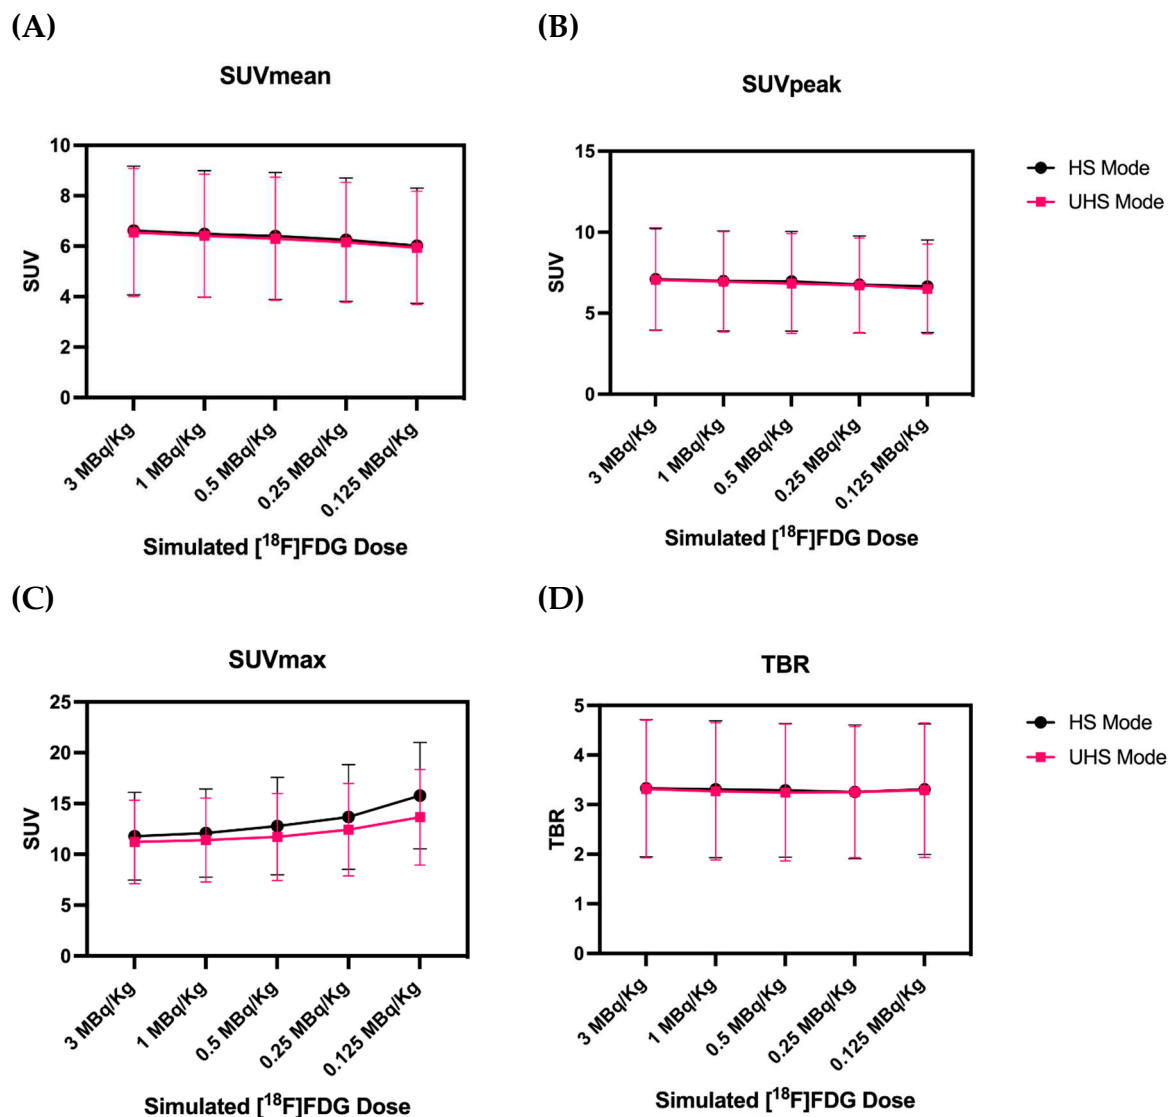 (A)
SUVmean
10
8
6
4
2
0
SUV
3 MBq/Kg
1 MBq/Kg
0.5 MBq/Kg
0.25 MBq/Kg
0.125 MBq/Kg
Simulated [¹⁸F]FDG Dose
(B)
SUVpeak
15
10
5
0
SUV
3 MBq/Kg
1 MBq/Kg
0.5 MBq/Kg
0.25 MBq/Kg
0.125 MBq/Kg
Simulated [¹⁸F]FDG Dose
HS Mode
UHS Mode
(C)
SUVmax
25
20
15
10
5
0
SUV
3 MBq/Kg
1 MBq/Kg
0.5 MBq/Kg
0.25 MBq/Kg
0.125 MBq/Kg
Simulated [¹⁸F]FDG Dose
(D)
TBR
5
4
3
2
1
0
TBR
3 MBq/Kg
1 MBq/Kg
0.5 MBq/Kg
0.25 MBq/Kg
0.125 MBq/Kg
Simulated [¹⁸F]FDG Dose
HS Mode
UHS Mode